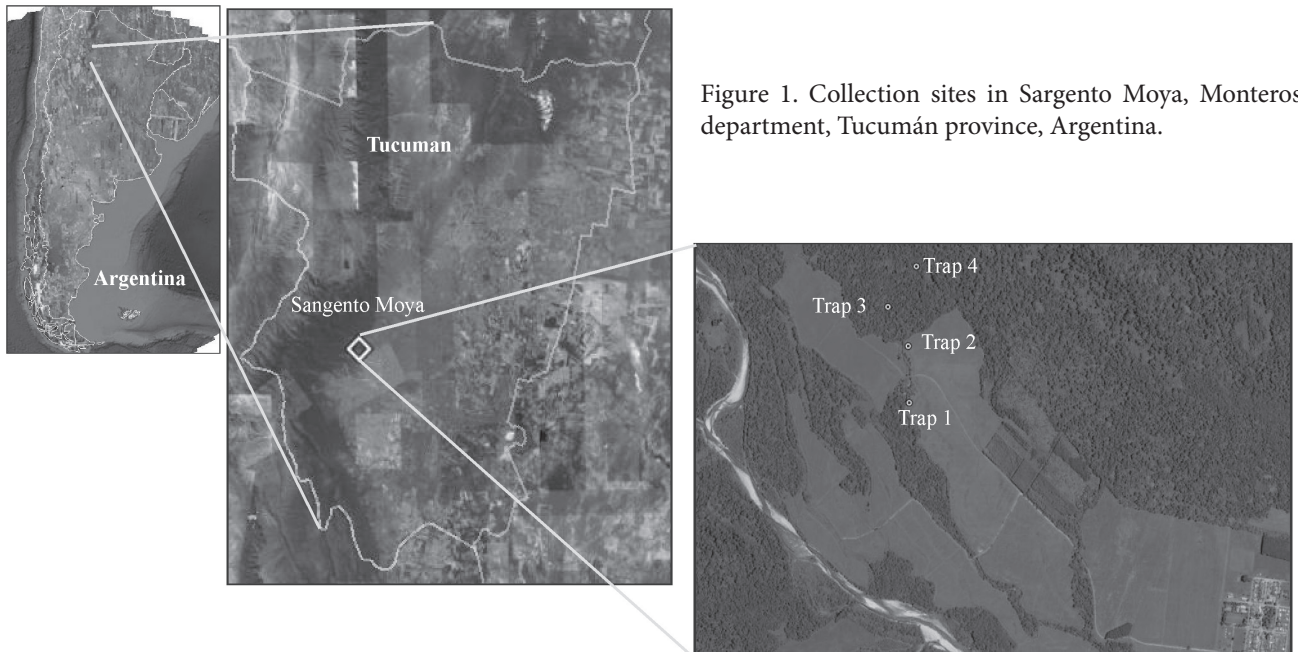 Figure 1. Collection sites in Sargento Moya, Monteros
department, Tucumán province, Argentina.
Tucuman
Argentina
Sangento Moya
Trap 4
Trap 3
Trap 2
Trap 1